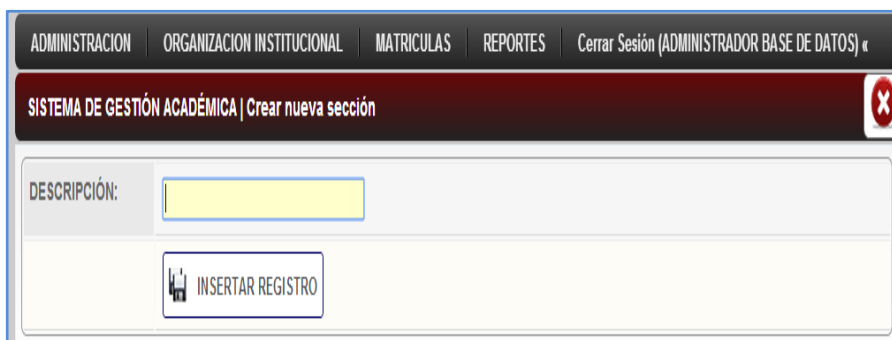 ADMINISTRACION ORGANIZACION INSTITUCIONAL MATRICULAS REPORTES Cerrar Sesión (ADMINISTRADOR BASE DE DATOS) «
SISTEMA DE GESTIÓN ACADÉMICA | Crear nueva sección
DESCRIPCIÓN:
INSERTAR REGISTRO